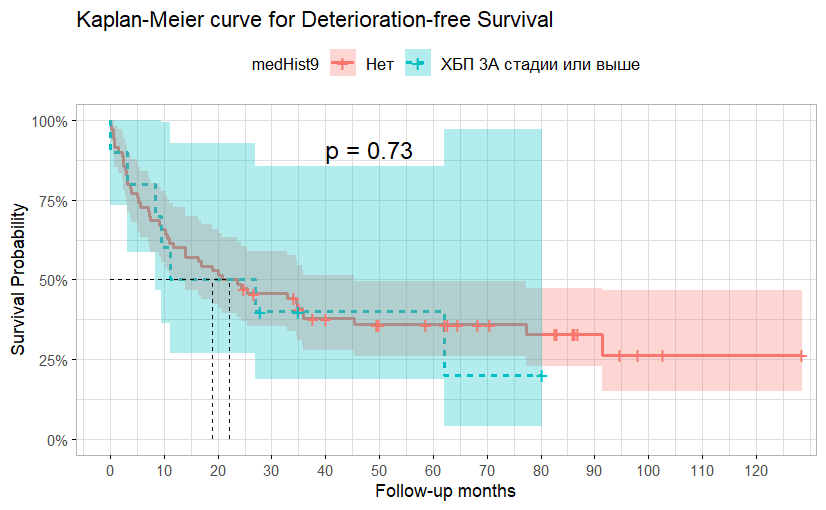 Kaplan-Meier curve for Deterioration-free Survival
medHist9 Нет ХБП 3А стадии или выше
p = 0.73
100%
75%
50%
25%
0%
Survival Probability
0 10 20 30 40 50 60 70 80 90 100 110 120
Follow-up months